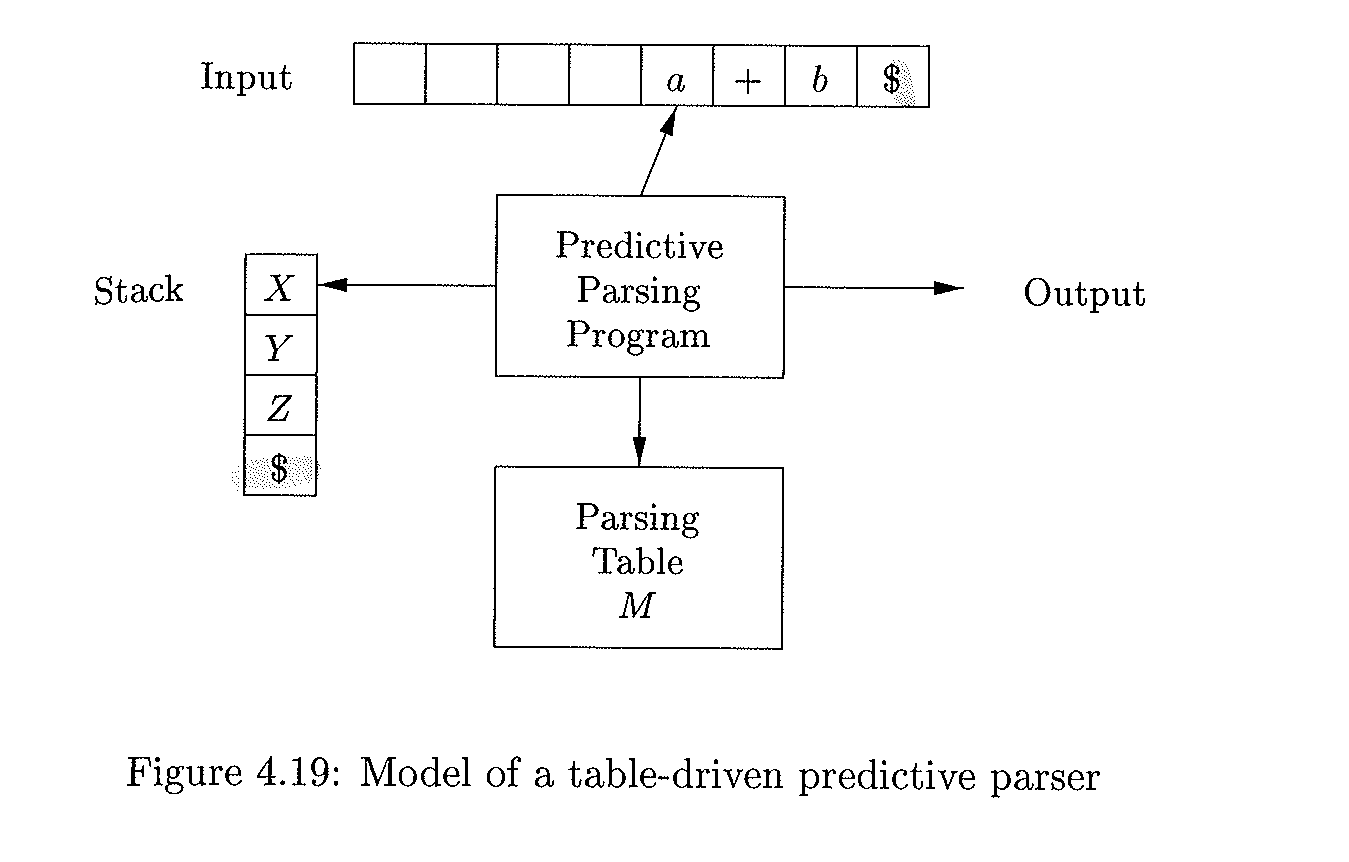 Input a + b $
Predictive
Parsing
Program
Stack
X
Y
Z
$
Output
Parsing
Table
M
Figure 4.19: Model of a table-driven predictive parser